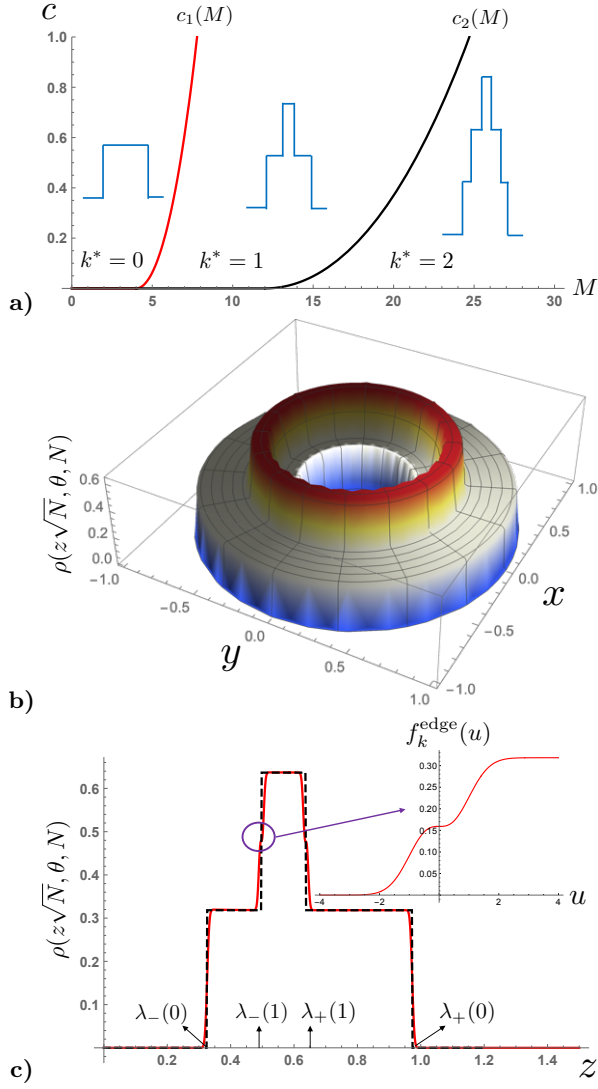 c
c₁(M)
c₂(M)
1.0
0.8
0.6
0.4
0.2
k* = 0
k* = 1
k* = 2
0 5 10 15 20 25 30 M
a)
ρ(z√N, θ, N)
0.6
0.4
0.2
0.0
−1.0
−0.5
0.0
0.5
1.0
y
1.0
0.5
0.0
−0.5
−1.0
x
b)
f_k^edge(u)
ρ(z√N, θ, N)
0.6
0.5
0.4
0.3
0.2
0.1
0.30
0.25
0.20
0.15
0.10
0.05
−4 −2 0 2 4 u
λ₋(0) λ₋(1) λ₊(1) λ₊(0)
0.2 0.4 0.6 0.8 1.0 1.2 1.4 z
c)